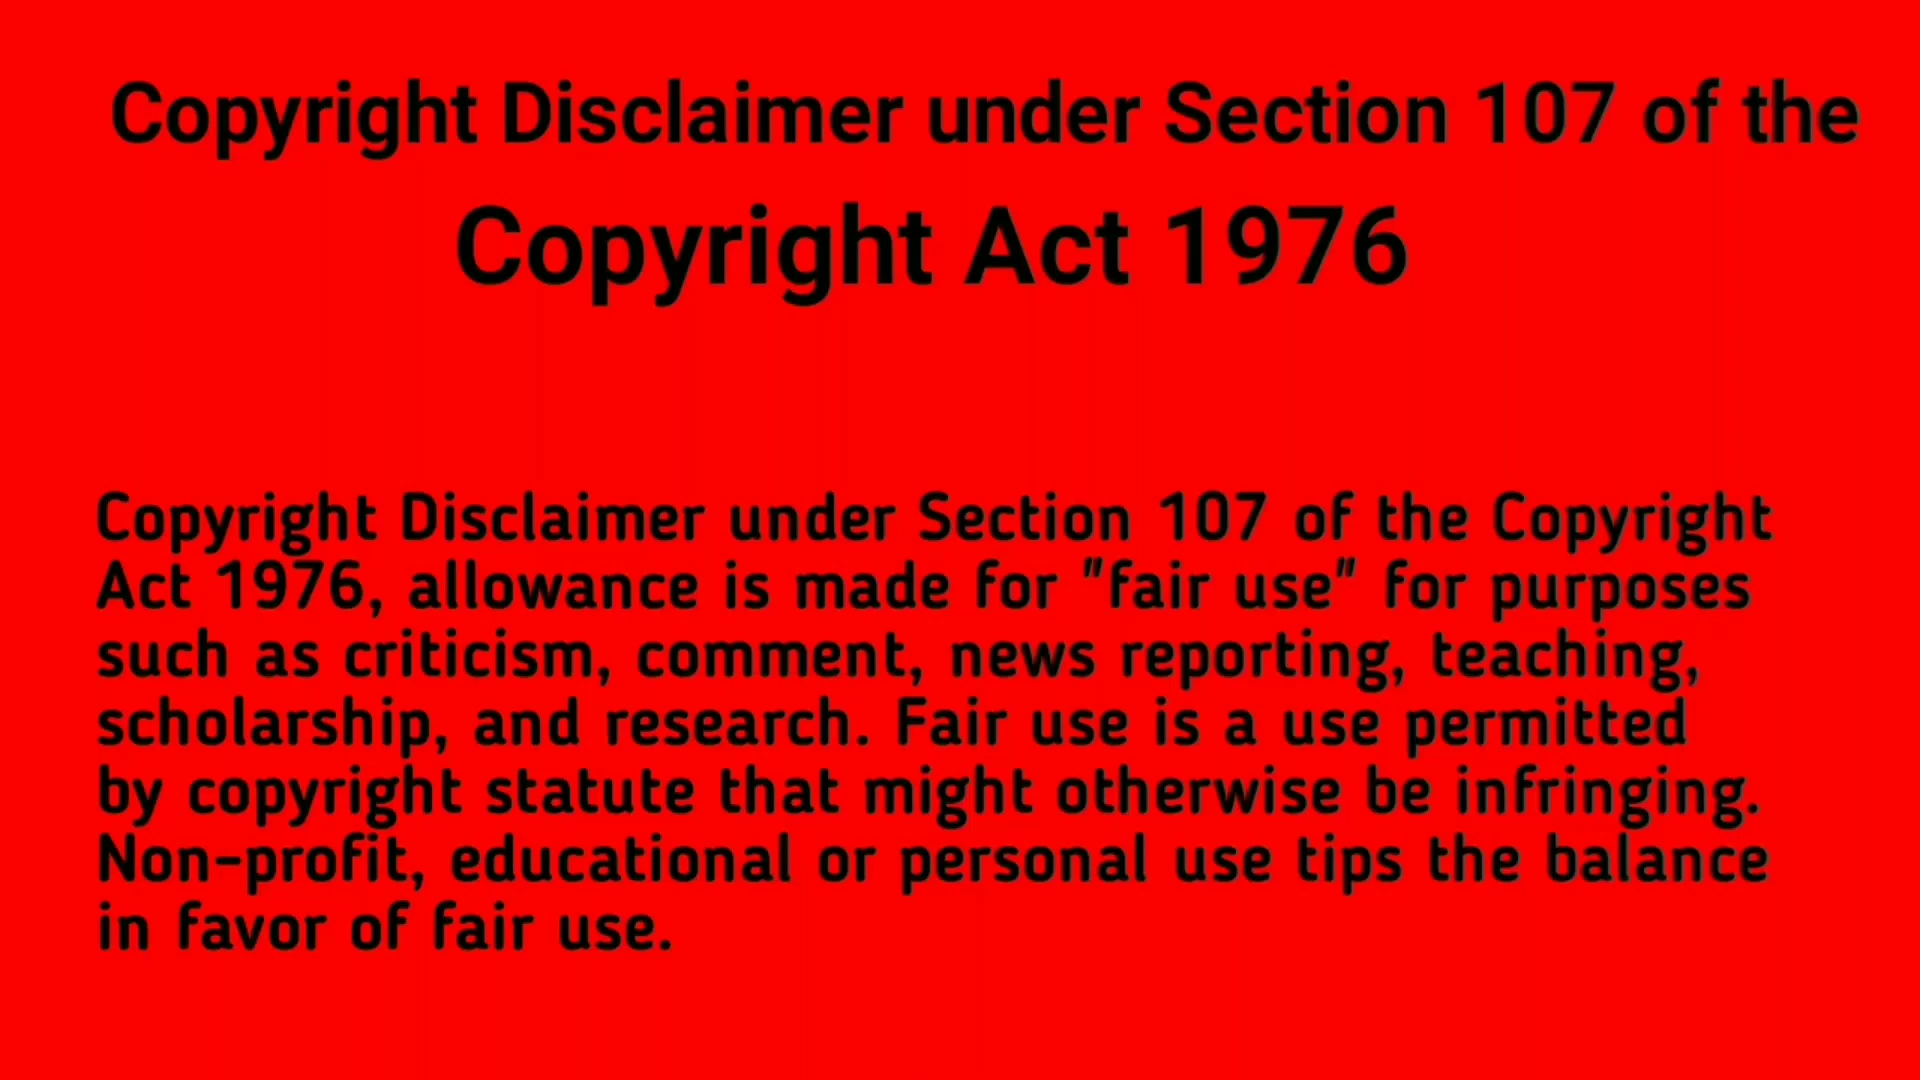 Copyright Disclaimer under Section 107 of the
Copyright Act 1976
Copyright Disclaimer under Section 107 of the Copyright
Act 1976, allowance is made for "fair use" for purposes
such as criticism, comment, news reporting, teaching,
scholarship, and research. Fair use is a use permitted
by copyright statute that might otherwise be infringing.
Non-profit, educational or personal use tips the balance
in favor of fair use.